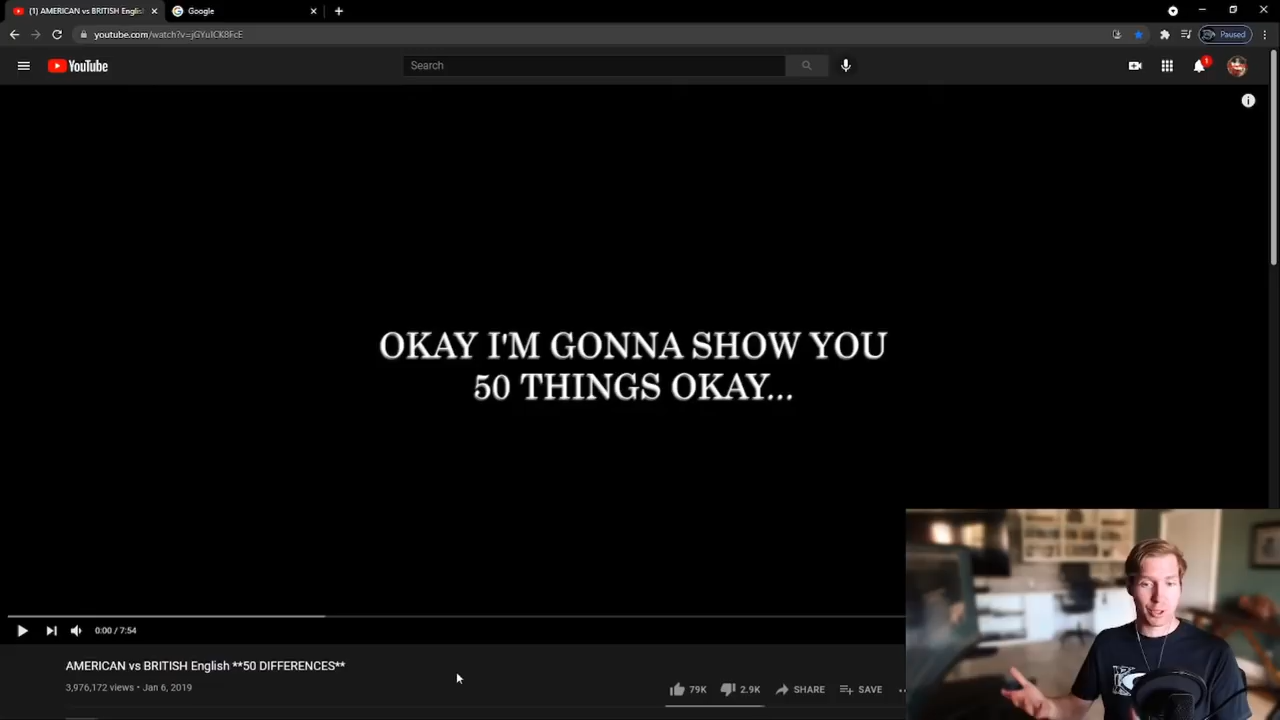 (1) AMERICAN vs BRITISH Englis
Google
youtube.com/watch?v=jGYuICK8FcE
Paused
YouTube
Search
1
OKAY I'M GONNA SHOW YOU
50 THINGS OKAY...
0:00 / 7:54
AMERICAN vs BRITISH English **50 DIFFERENCES**
3,976,172 views • Jan 6, 2019
79K
2.9K
SHARE
SAVE